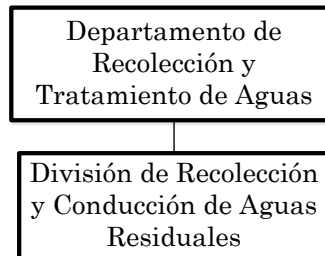 Departamento de
Recolección y
Tratamiento de Aguas
División de Recolección
y Conducción de Aguas
Residuales